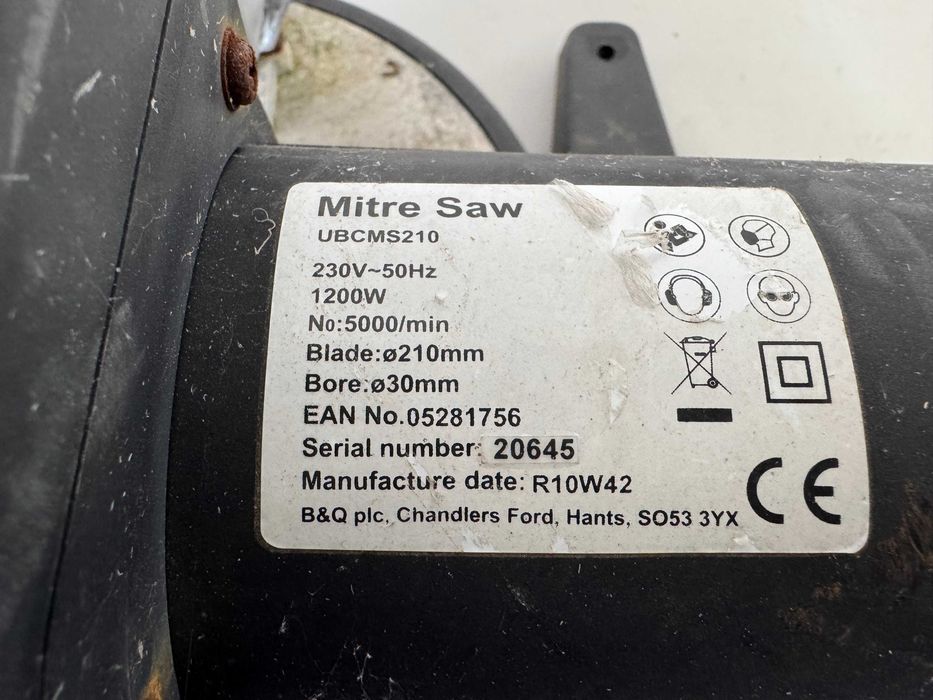 Mitre Saw
UBCMS210
230V~50Hz
1200W
No:5000/min
Blade:ø210mm
Bore:ø30mm
EAN No.05281756
Serial number: 20645
Manufacture date: R10W42
B&Q plc, Chandlers Ford, Hants, SO53 3YX
CE